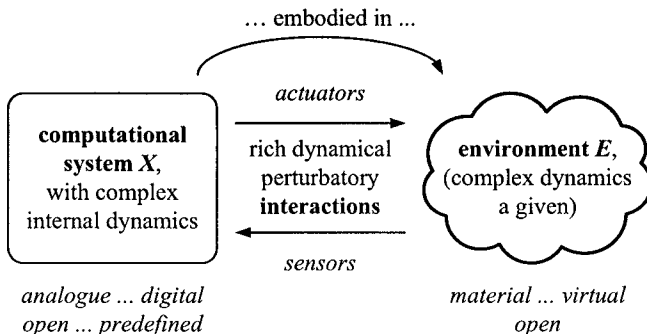 ... embodied in ...
computational
system X,
with complex
internal dynamics
actuators
rich dynamical
perturbatory
interactions
sensors
environment E,
(complex dynamics
a given)
analogue ... digital
open ... predefined
material ... virtual
open